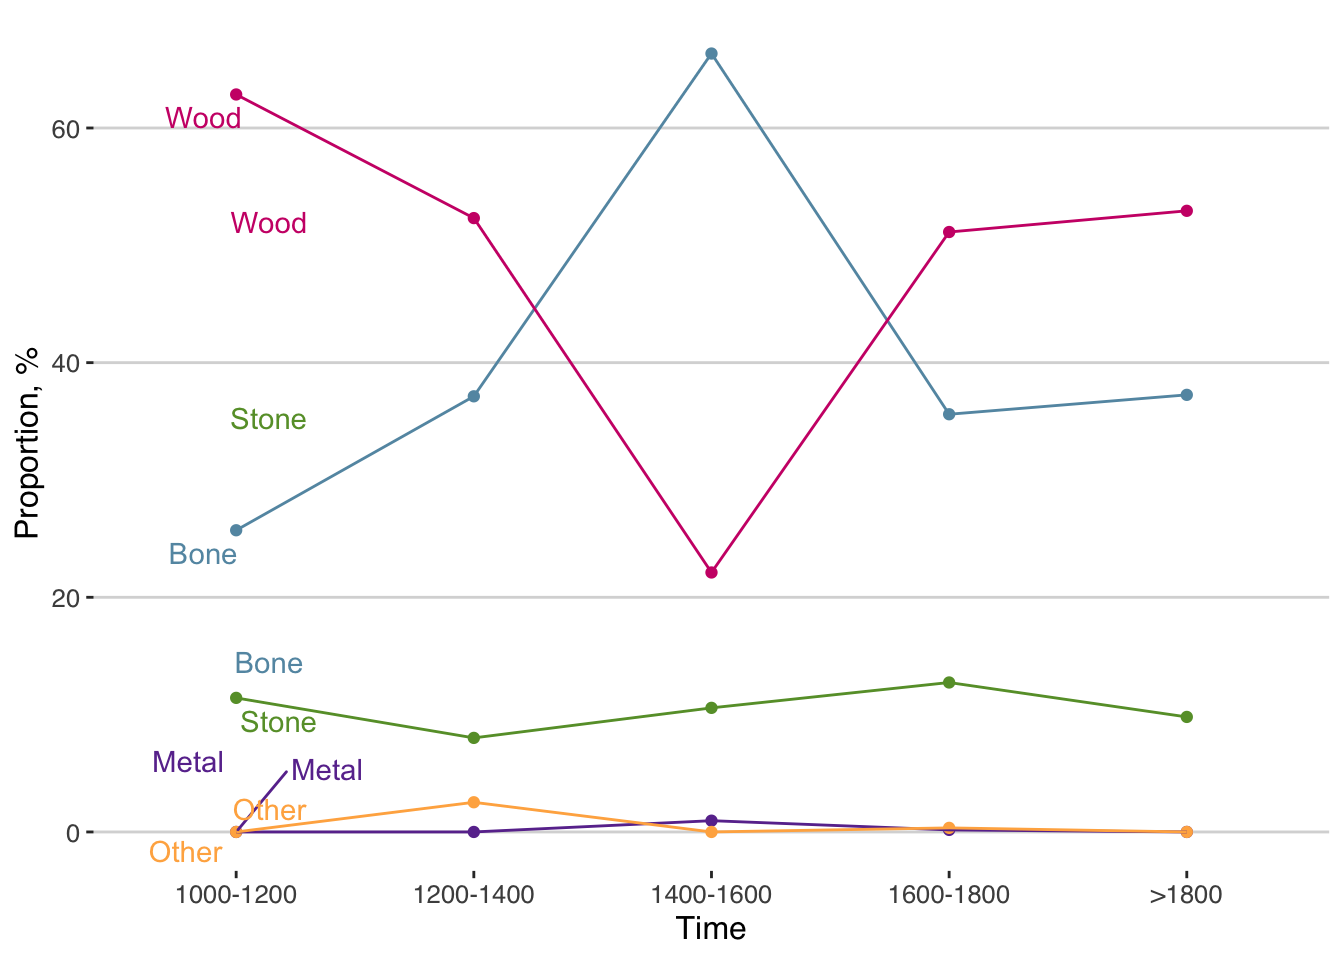 Wood
60
Wood
40
Stone
Proportion, %
Bone
20
Bone
Stone
Metal
Metal
Other
0
Other
1000-1200 1200-1400 1400-1600 1600-1800 >1800
Time